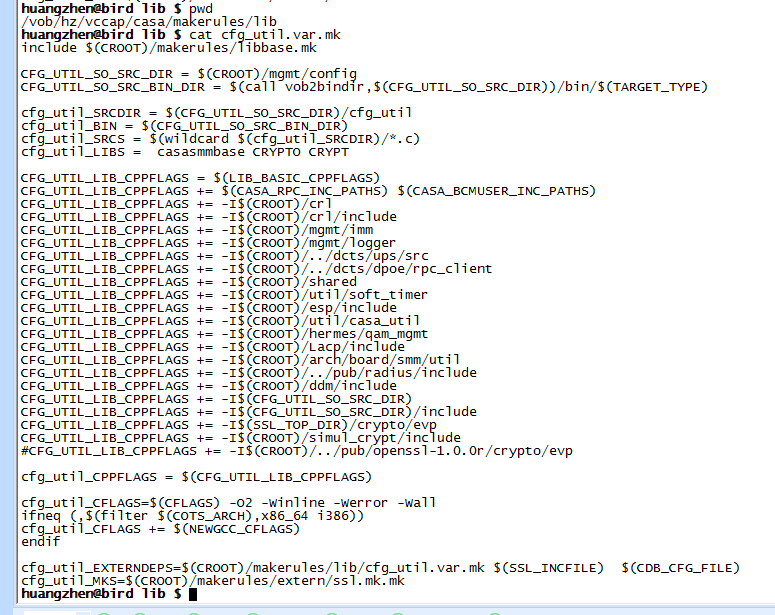 huangzhen@bird lib $ pwd
/vob/hz/vccap/casa/makerules/lib
huangzhen@bird lib $ cat cfg_util.var.mk
include $(CROOT)/makerules/libbase.mk

CFG_UTIL_SO_SRC_DIR = $(CROOT)/mgmt/config
CFG_UTIL_SO_SRC_BIN_DIR = $(call vob2bindir,$(CFG_UTIL_SO_SRC_DIR))/bin/$(TARGET_TYPE)

cfg_util_SRCDIR = $(CFG_UTIL_SO_SRC_DIR)/cfg_util
cfg_util_BIN = $(CFG_UTIL_SO_SRC_BIN_DIR)
cfg_util_SRCS = $(wildcard $(cfg_util_SRCDIR)/*.c)
cfg_util_LIBS =  casasmmbase CRYPTO CRYPT

CFG_UTIL_LIB_CPPFLAGS = $(LIB_BASIC_CPPFLAGS)
CFG_UTIL_LIB_CPPFLAGS += $(CASA_RPC_INC_PATHS) $(CASA_BCMUSER_INC_PATHS)
CFG_UTIL_LIB_CPPFLAGS += -I$(CROOT)/crl
CFG_UTIL_LIB_CPPFLAGS += -I$(CROOT)/crl/include
CFG_UTIL_LIB_CPPFLAGS += -I$(CROOT)/mgmt/imm
CFG_UTIL_LIB_CPPFLAGS += -I$(CROOT)/mgmt/logger
CFG_UTIL_LIB_CPPFLAGS += -I$(CROOT)/../dcts/ups/src
CFG_UTIL_LIB_CPPFLAGS += -I$(CROOT)/../dcts/dpoe/rpc_client
CFG_UTIL_LIB_CPPFLAGS += -I$(CROOT)/shared
CFG_UTIL_LIB_CPPFLAGS += -I$(CROOT)/util/soft_timer
CFG_UTIL_LIB_CPPFLAGS += -I$(CROOT)/esp/include
CFG_UTIL_LIB_CPPFLAGS += -I$(CROOT)/util/casa_util
CFG_UTIL_LIB_CPPFLAGS += -I$(CROOT)/hermes/qam_mgmt
CFG_UTIL_LIB_CPPFLAGS += -I$(CROOT)/Lacp/include
CFG_UTIL_LIB_CPPFLAGS += -I$(CROOT)/arch/board/smm/util
CFG_UTIL_LIB_CPPFLAGS += -I$(CROOT)/../pub/radius/include
CFG_UTIL_LIB_CPPFLAGS += -I$(CROOT)/ddm/include
CFG_UTIL_LIB_CPPFLAGS += -I$(CFG_UTIL_SO_SRC_DIR)
CFG_UTIL_LIB_CPPFLAGS += -I$(CFG_UTIL_SO_SRC_DIR)/include
CFG_UTIL_LIB_CPPFLAGS += -I$(SSL_TOP_DIR)/crypto/evp
CFG_UTIL_LIB_CPPFLAGS += -I$(CROOT)/simul_crypt/include
#CFG_UTIL_LIB_CPPFLAGS += -I$(CROOT)/../pub/openssl-1.0.0r/crypto/evp

cfg_util_CPPFLAGS = $(CFG_UTIL_LIB_CPPFLAGS)

cfg_util_CFLAGS=$(CFLAGS) -O2 -Winline -Werror -Wall
ifneq (,$(filter $(COTS_ARCH),x86_64 i386))
cfg_util_CFLAGS += $(NEWGCC_CFLAGS)
endif

cfg_util_EXTERNDEPS=$(CROOT)/makerules/lib/cfg_util.var.mk $(SSL_INCFILE)  $(CDB_CFG_FILE)
cfg_util_MKS=$(CROOT)/makerules/extern/ssl.mk.mk
huangzhen@bird lib $